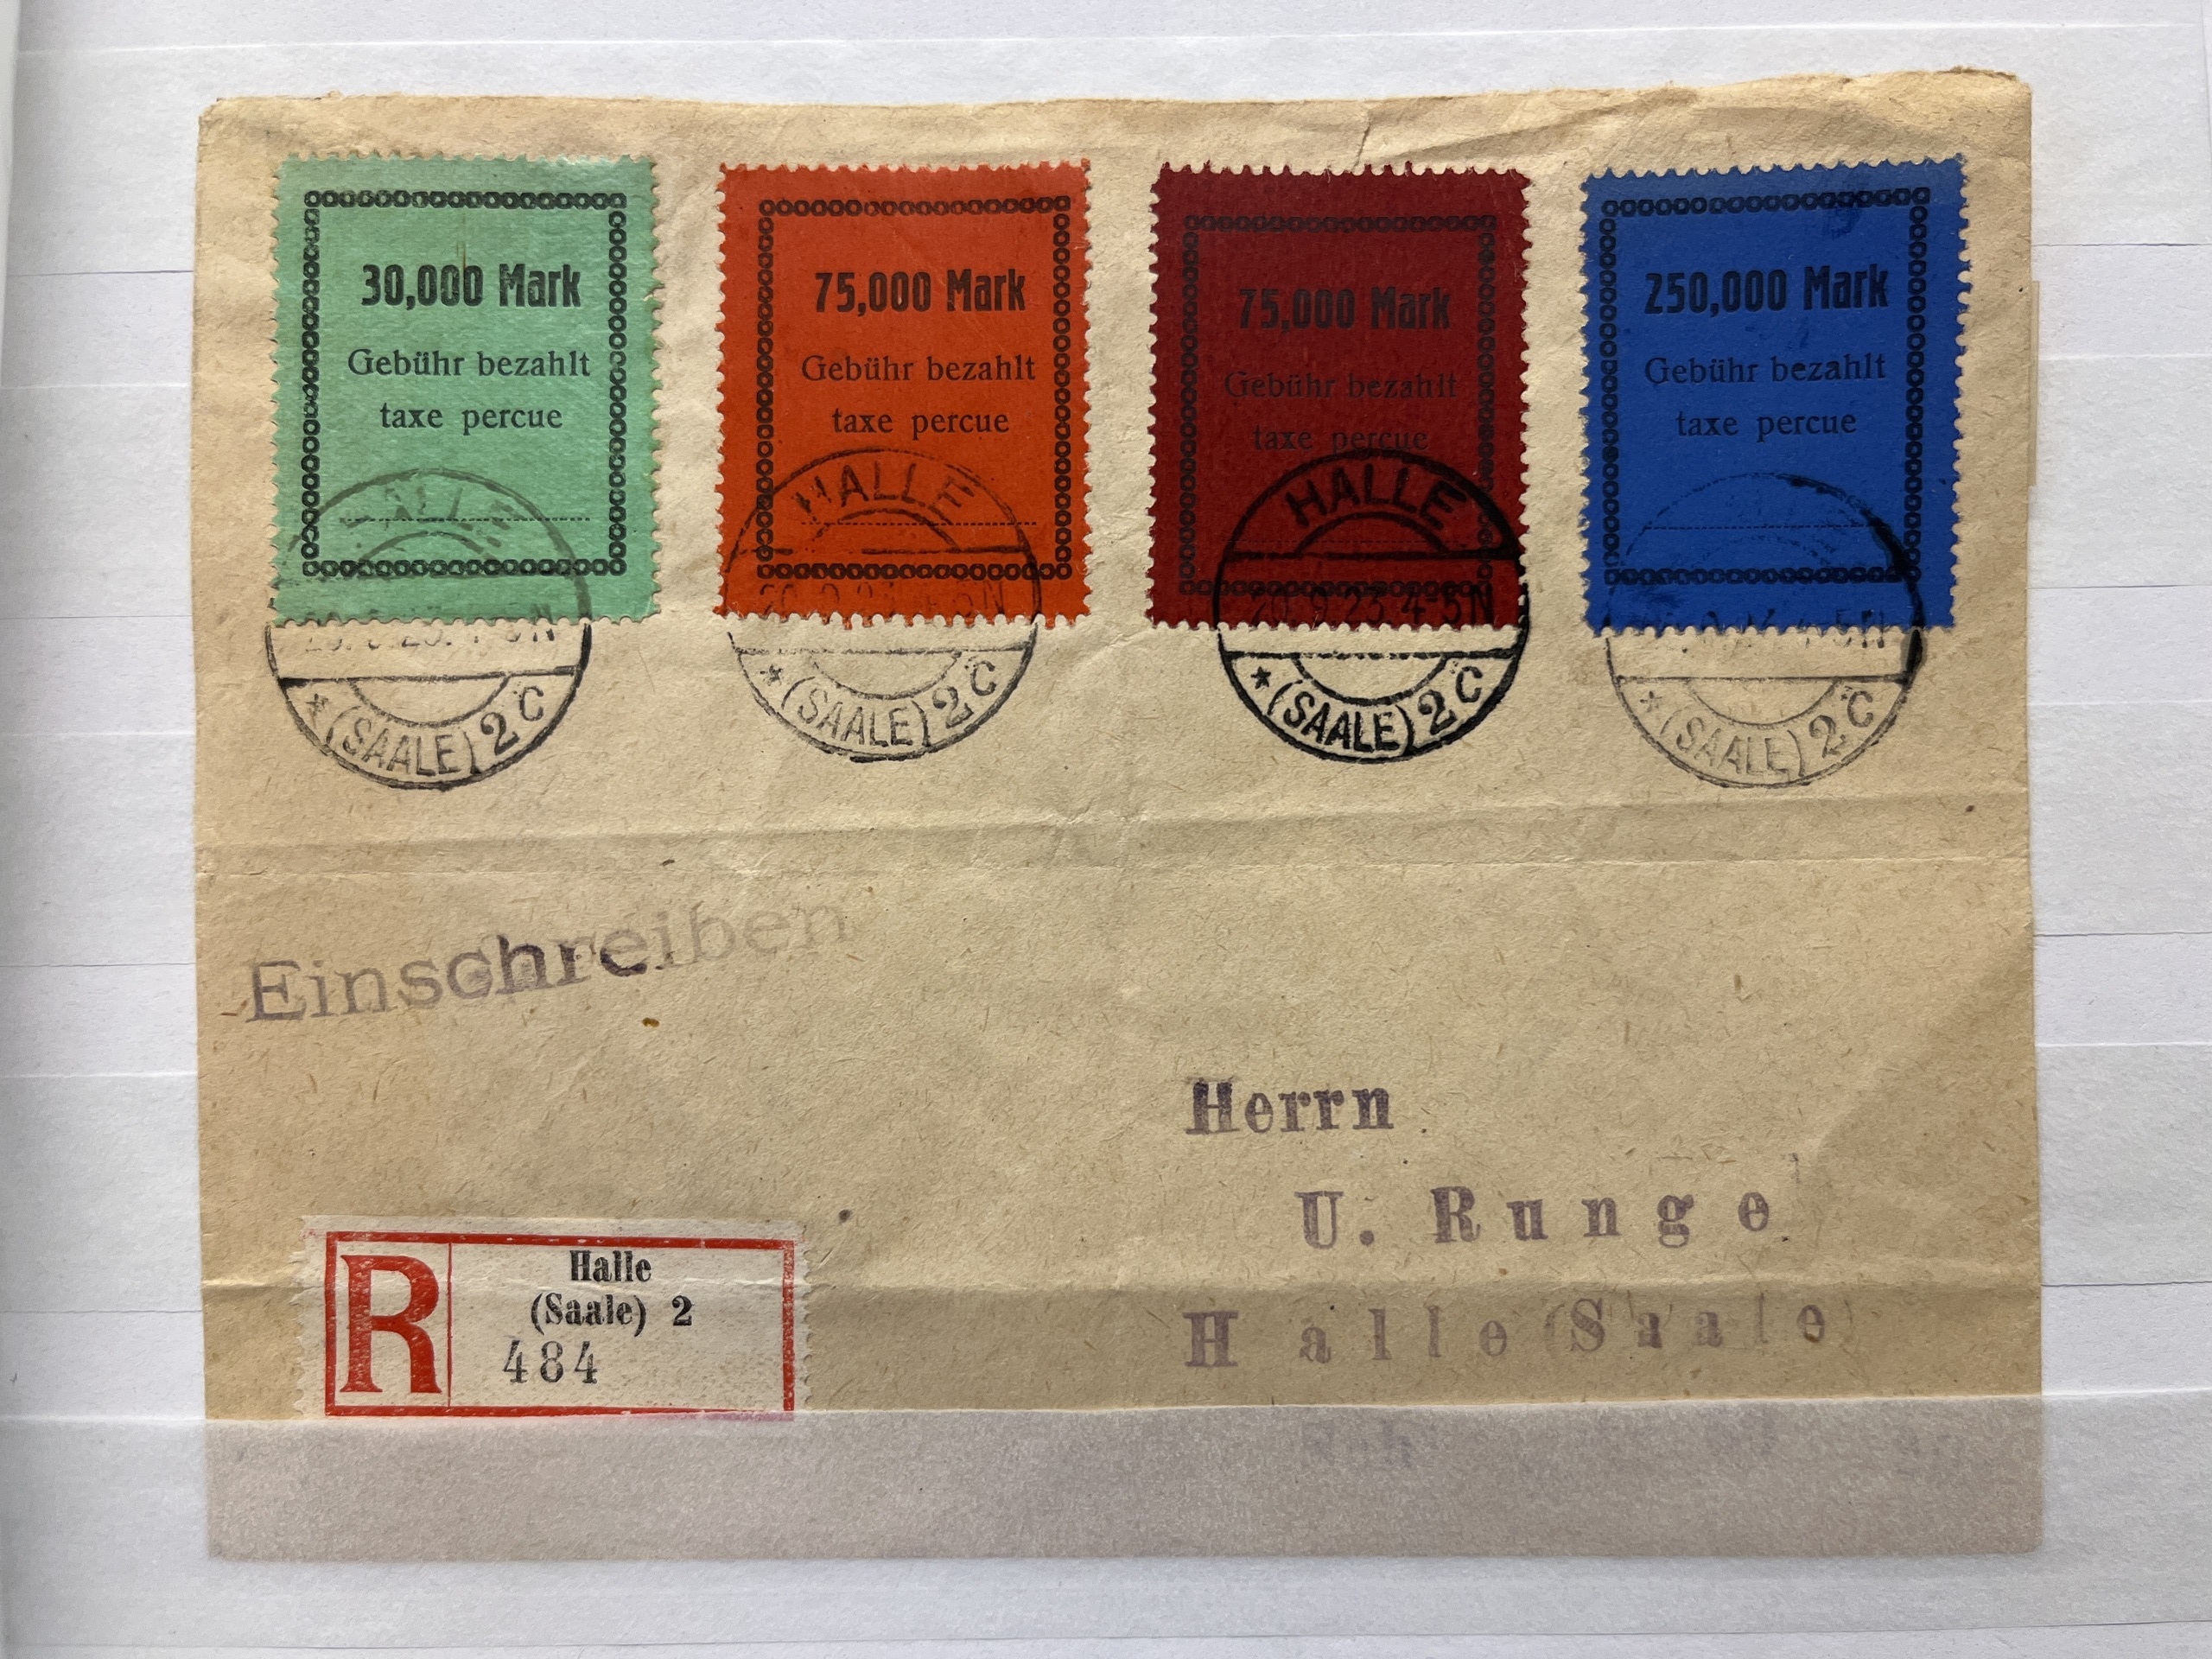 30,000 Mark
Gebühr bezahlt
taxe percue
75,000 Mark
Gebühr bezahlt
taxe percue
75,000 Mark
Gebühr bezahlt
taxe percue
250,000 Mark
Gebühr bezahlt
taxe percue
HALLE
* (SAALE) 2 C
HALLE
* (SAALE) 2 C
HALLE
20.9.23.4-5N
* (SAALE) 2 C
* (SAALE) 2 C
Einschreiben
Herrn
U. Runge
Halle (Saale)
R
Halle
(Saale) 2
484